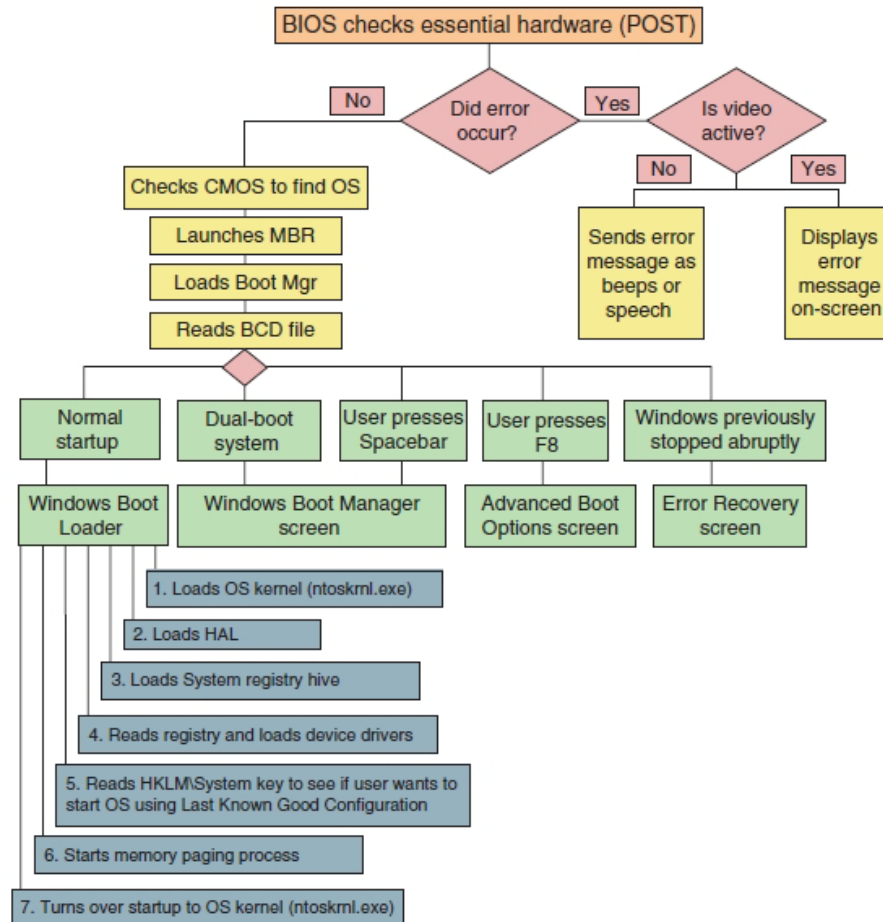 BIOS checks essential hardware (POST)
No
Did error
occur?
Yes
Is video
active?
No
Yes
Checks CMOS to find OS
Launches MBR
Loads Boot Mgr
Reads BCD file
Sends error
message as
beeps or
speech
Displays
error
message
on-screen
Normal
startup
Dual-boot
system
User presses
Spacebar
User presses
F8
Windows previously
stopped abruptly
Windows Boot
Loader
Windows Boot Manager
screen
Advanced Boot
Options screen
Error Recovery
screen
1. Loads OS kernel (ntoskrnl.exe)
2. Loads HAL
3. Loads System registry hive
4. Reads registry and loads device drivers
5. Reads HKLM\System key to see if user wants to
start OS using Last Known Good Configuration
6. Starts memory paging process
7. Turns over startup to OS kernel (ntoskrnl.exe)